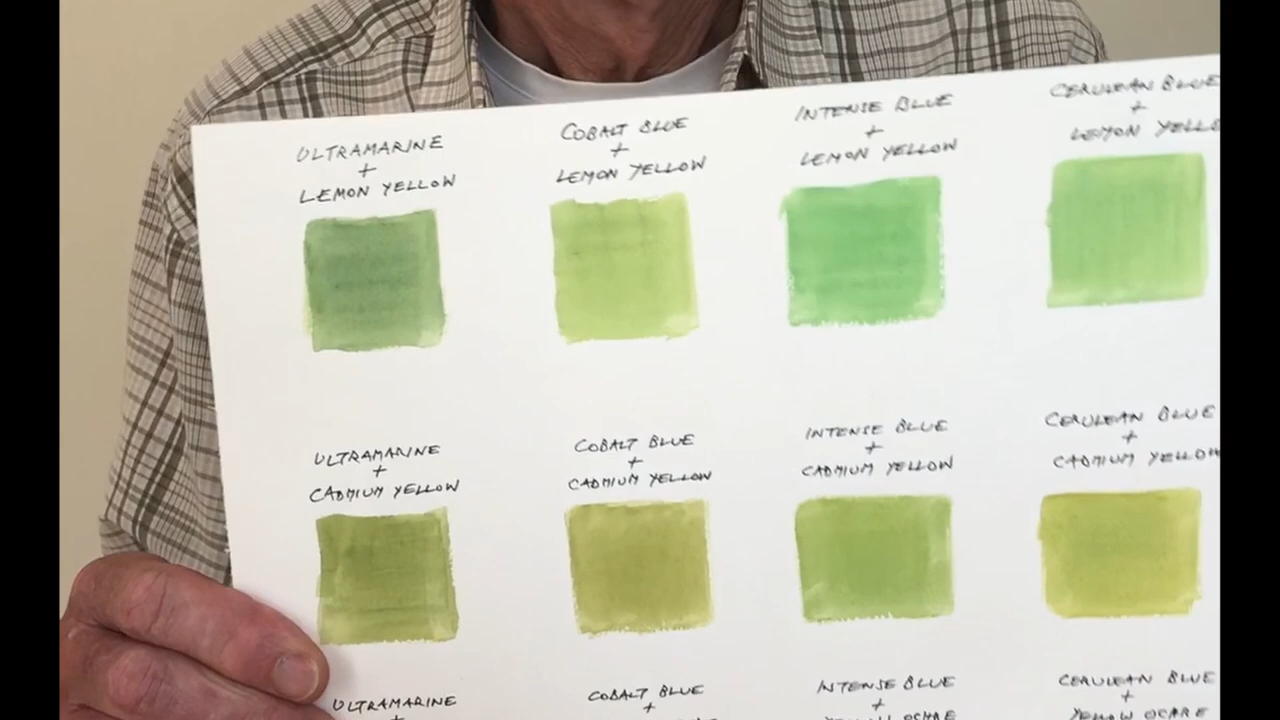 ULTRAMARINE
+
LEMON YELLOW
COBALT BLUE
+
LEMON YELLOW
INTENSE BLUE
+
LEMON YELLOW
CERULEAN BLUE
+
LEMON YELLO
ULTRAMARINE
+
CADMIUM YELLOW
COBALT BLUE
+
CADMIUM YELLOW
INTENSE BLUE
+
CADMIUM YELLOW
CERULEAN BLUE
+
CADMIUM YELLOW
ULTRAMARINE
+
COBALT BLUE
+
INTENSE BLUE
+
YELLOW OCHRE
CERULEAN BLUE
+
YELLOW OCHRE